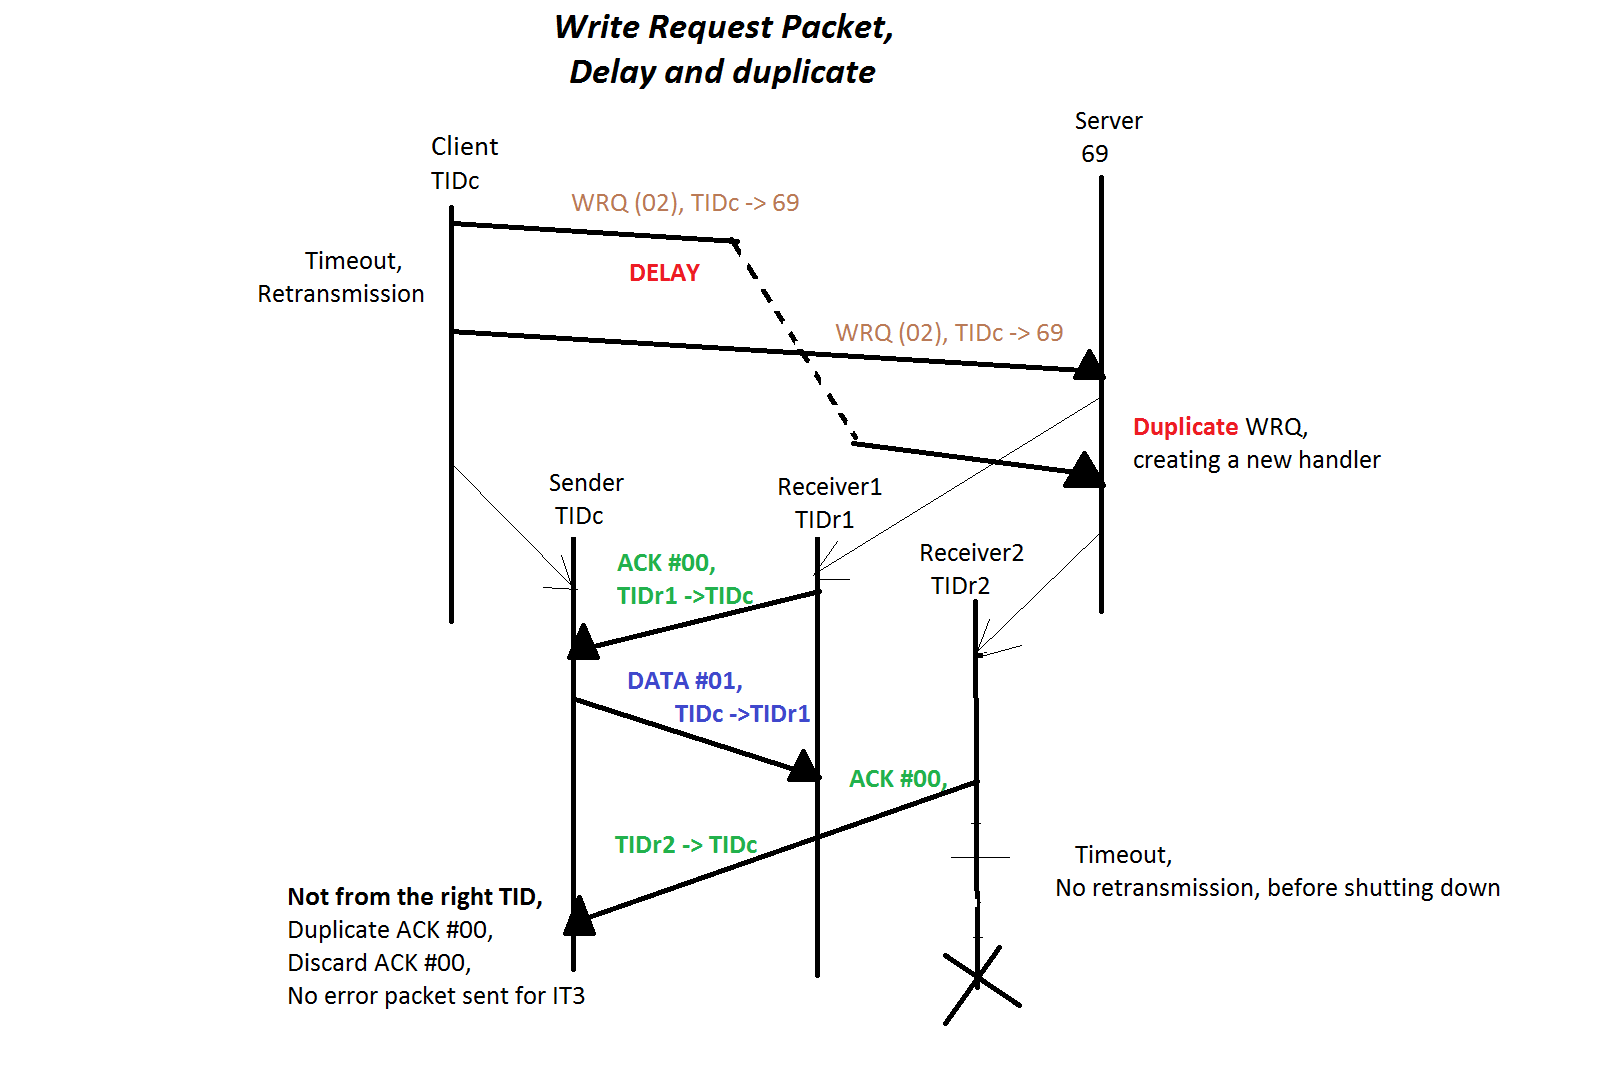 Write Request Packet,
Delay and duplicate
Server
69
Client
TIDc
WRQ (02), TIDc -> 69
Timeout,
Retransmission
DELAY
WRQ (02), TIDc -> 69
Duplicate WRQ,
creating a new handler
Sender
TIDc
Receiver1
TIDr1
Receiver2
TIDr2
ACK #00,
TIDr1 ->TIDc
DATA #01,
TIDc ->TIDr1
ACK #00,
TIDr2 -> TIDc
Timeout,
No retransmission, before shutting down
Not from the right TID,
Duplicate ACK #00,
Discard ACK #00,
No error packet sent for IT3